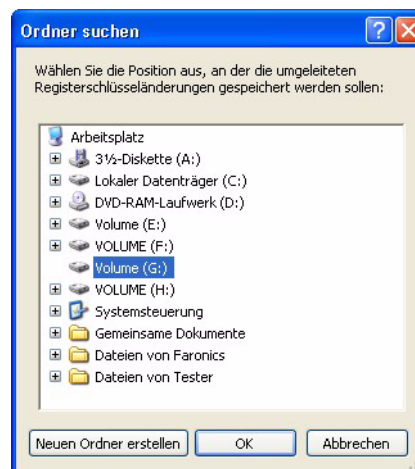 Ordner suchen
Wählen Sie die Position aus, an der die umgeleiteten
Registerschlüsseländerungen gespeichert werden sollen:
Arbeitsplatz
3½-Diskette (A:)
Lokaler Datenträger (C:)
DVD-RAM-Laufwerk (D:)
Volume (E:)
VOLUME (F:)
Volume (G:)
VOLUME (H:)
Systemsteuerung
Gemeinsame Dokumente
Dateien von Faronics
Dateien von Tester
Neuen Ordner erstellen OK Abbrechen